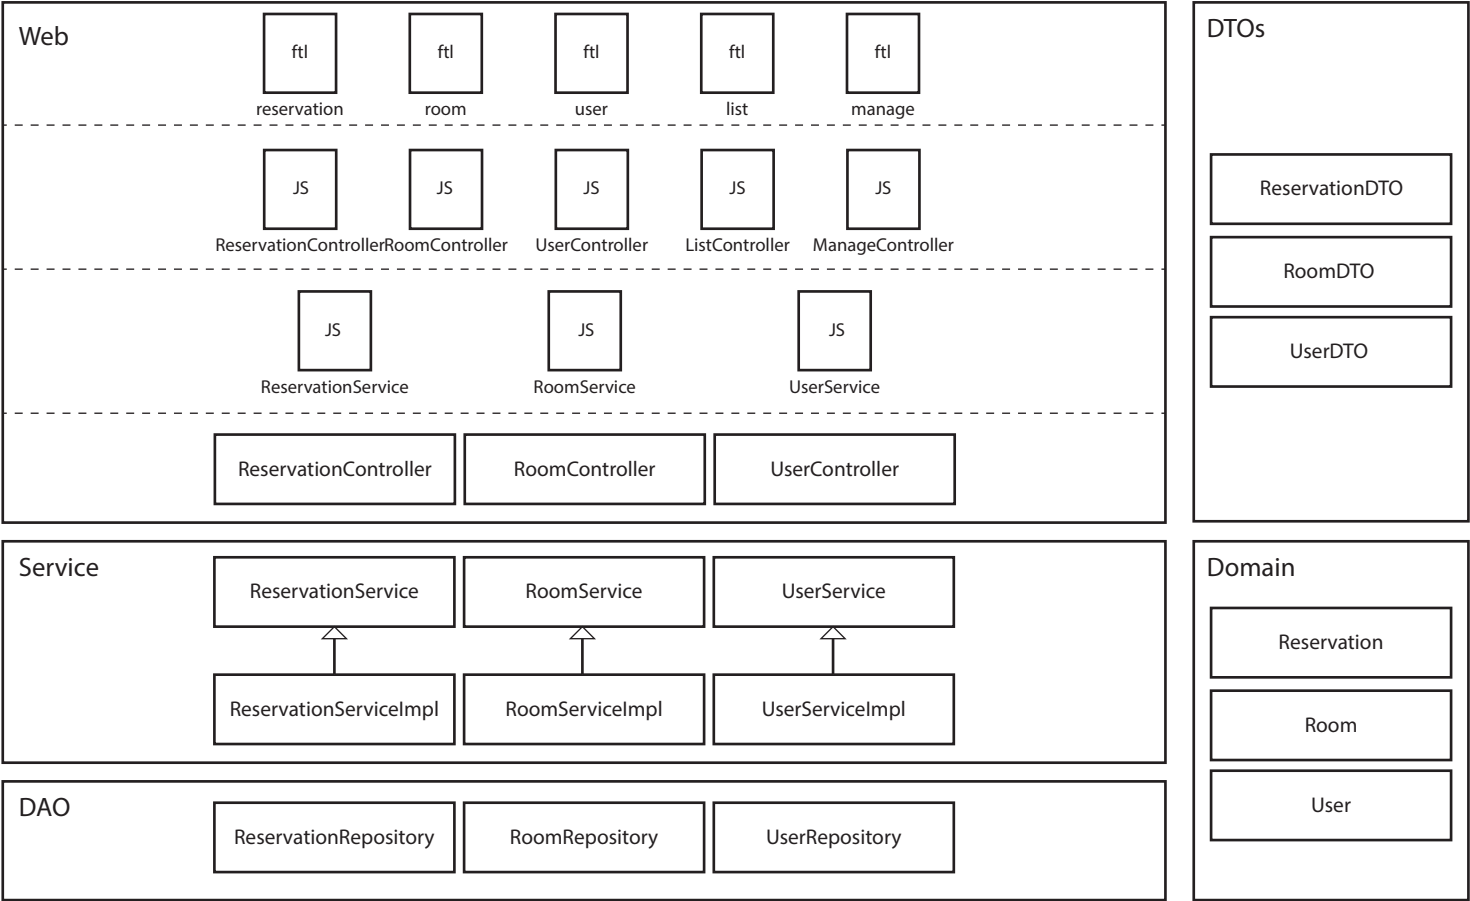 Web
ftl
ftl
ftl
ftl
ftl
reservation
room
user
list
manage
JS
JS
JS
JS
JS
ReservationController
RoomController
UserController
ListController
ManageController
JS
JS
JS
ReservationService
RoomService
UserService
ReservationController
RoomController
UserController
DTOs
ReservationDTO
RoomDTO
UserDTO
Service
ReservationService
RoomService
UserService
ReservationServiceImpl
RoomServiceImpl
UserServiceImpl
Domain
Reservation
Room
User
DAO
ReservationRepository
RoomRepository
UserRepository